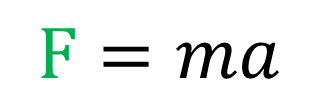 F = ma